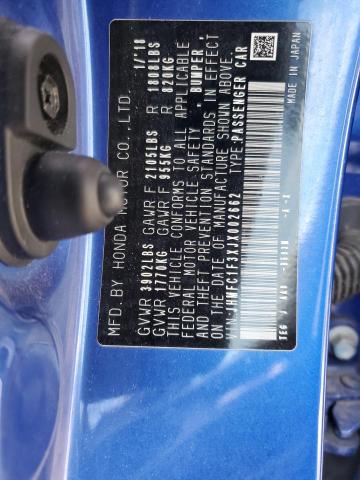 MFD. BY HONDA MOTOR CO.,LTD 1/'18
GVWR 3902LBS GAWR F 2105LBS R 1808LBS
GVWR 1770KG GAWR F 955KG R 820KG
THIS VEHICLE CONFORMS TO ALL APPLICABLE
FEDERAL MOTOR VEHICLE SAFETY, BUMPER,
AND THEFT PREVENTION STANDARDS IN EFFECT
ON THE DATE OF MANUFACTURE SHOWN ABOVE.
TYPE:PASSENGER CAR
TEG
MADE IN JAPAN